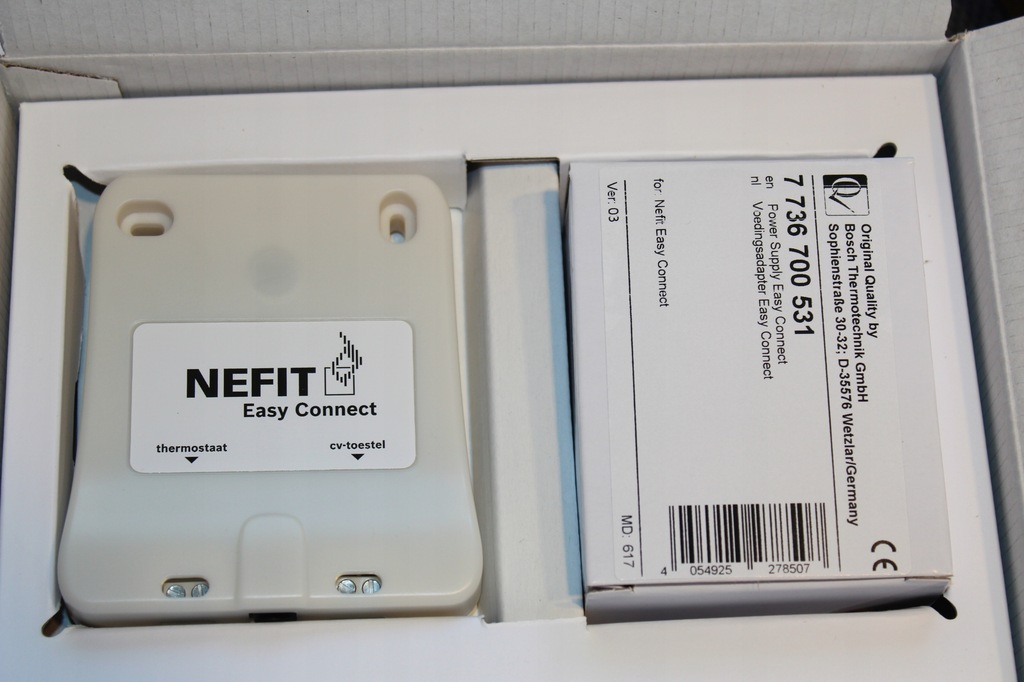 NEFIT
Easy Connect
thermostaat
cv-toestel
Original Quality by
Bosch Thermotechnik GmbH
Sophienstraße 30-32; D-35576 Wetzlar/Germany
7 736 700 531
en Power Supply Easy Connect
nl Voedingsadapter Easy Connect
for Nefit Easy Connect
Ver: 03
MD: 617
4 054925 278507
CE